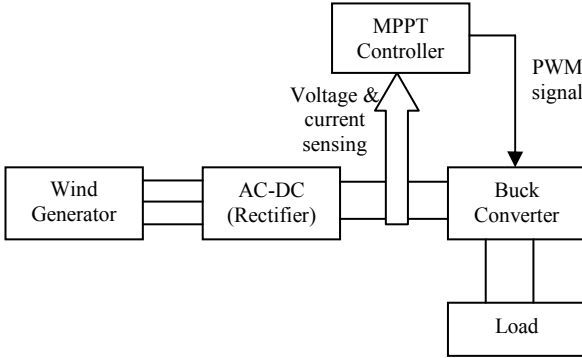 MPPT
Controller
PWM
signal
Voltage &
current
sensing
Wind
Generator
AC-DC
(Rectifier)
Buck
Converter
Load